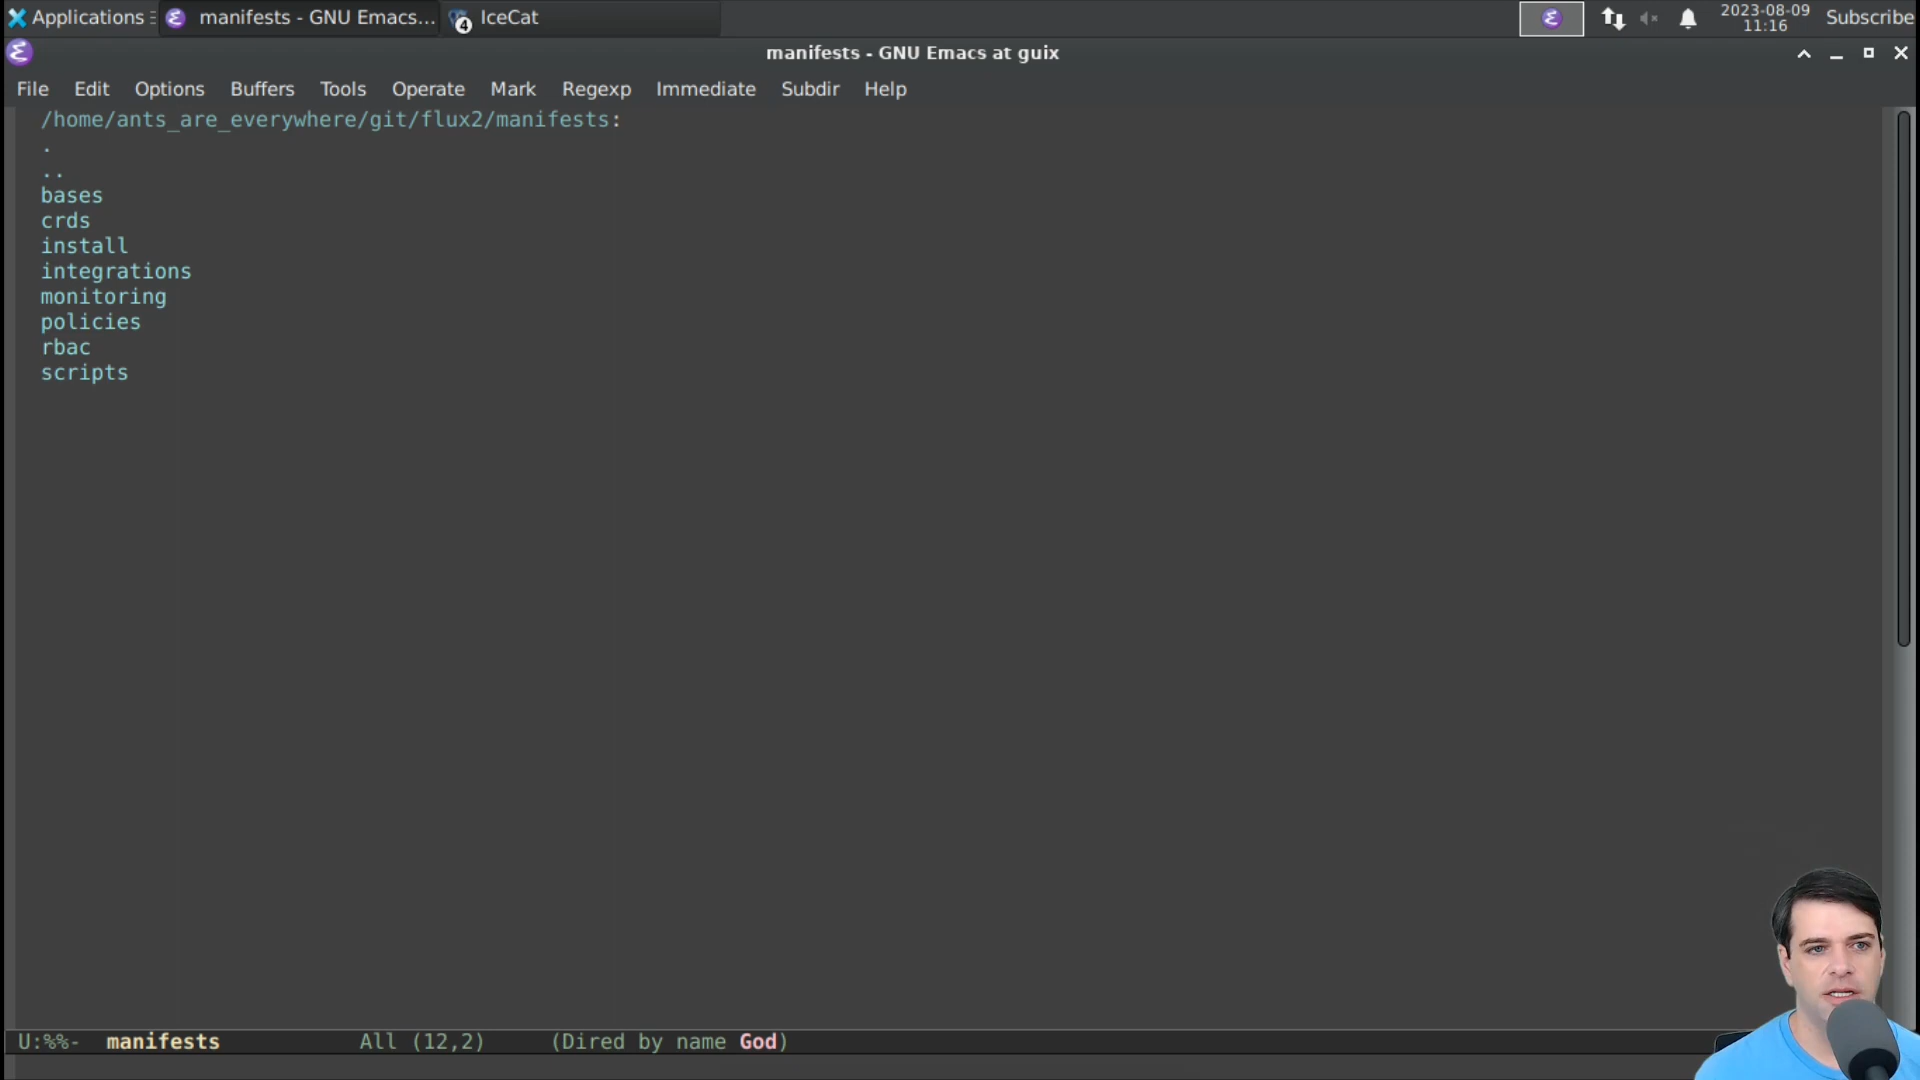 Applications manifests - GNU Emacs... 4 IceCat 2023-08-09 Subscribe
11:16
manifests - GNU Emacs at guix
File Edit Options Buffers Tools Operate Mark Regexp Immediate Subdir Help
/home/ants_are_everywhere/git/flux2/manifests:
.
..
bases
crds
install
integrations
monitoring
policies
rbac
scripts
U:%%- manifests All (12,2) (Dired by name God)